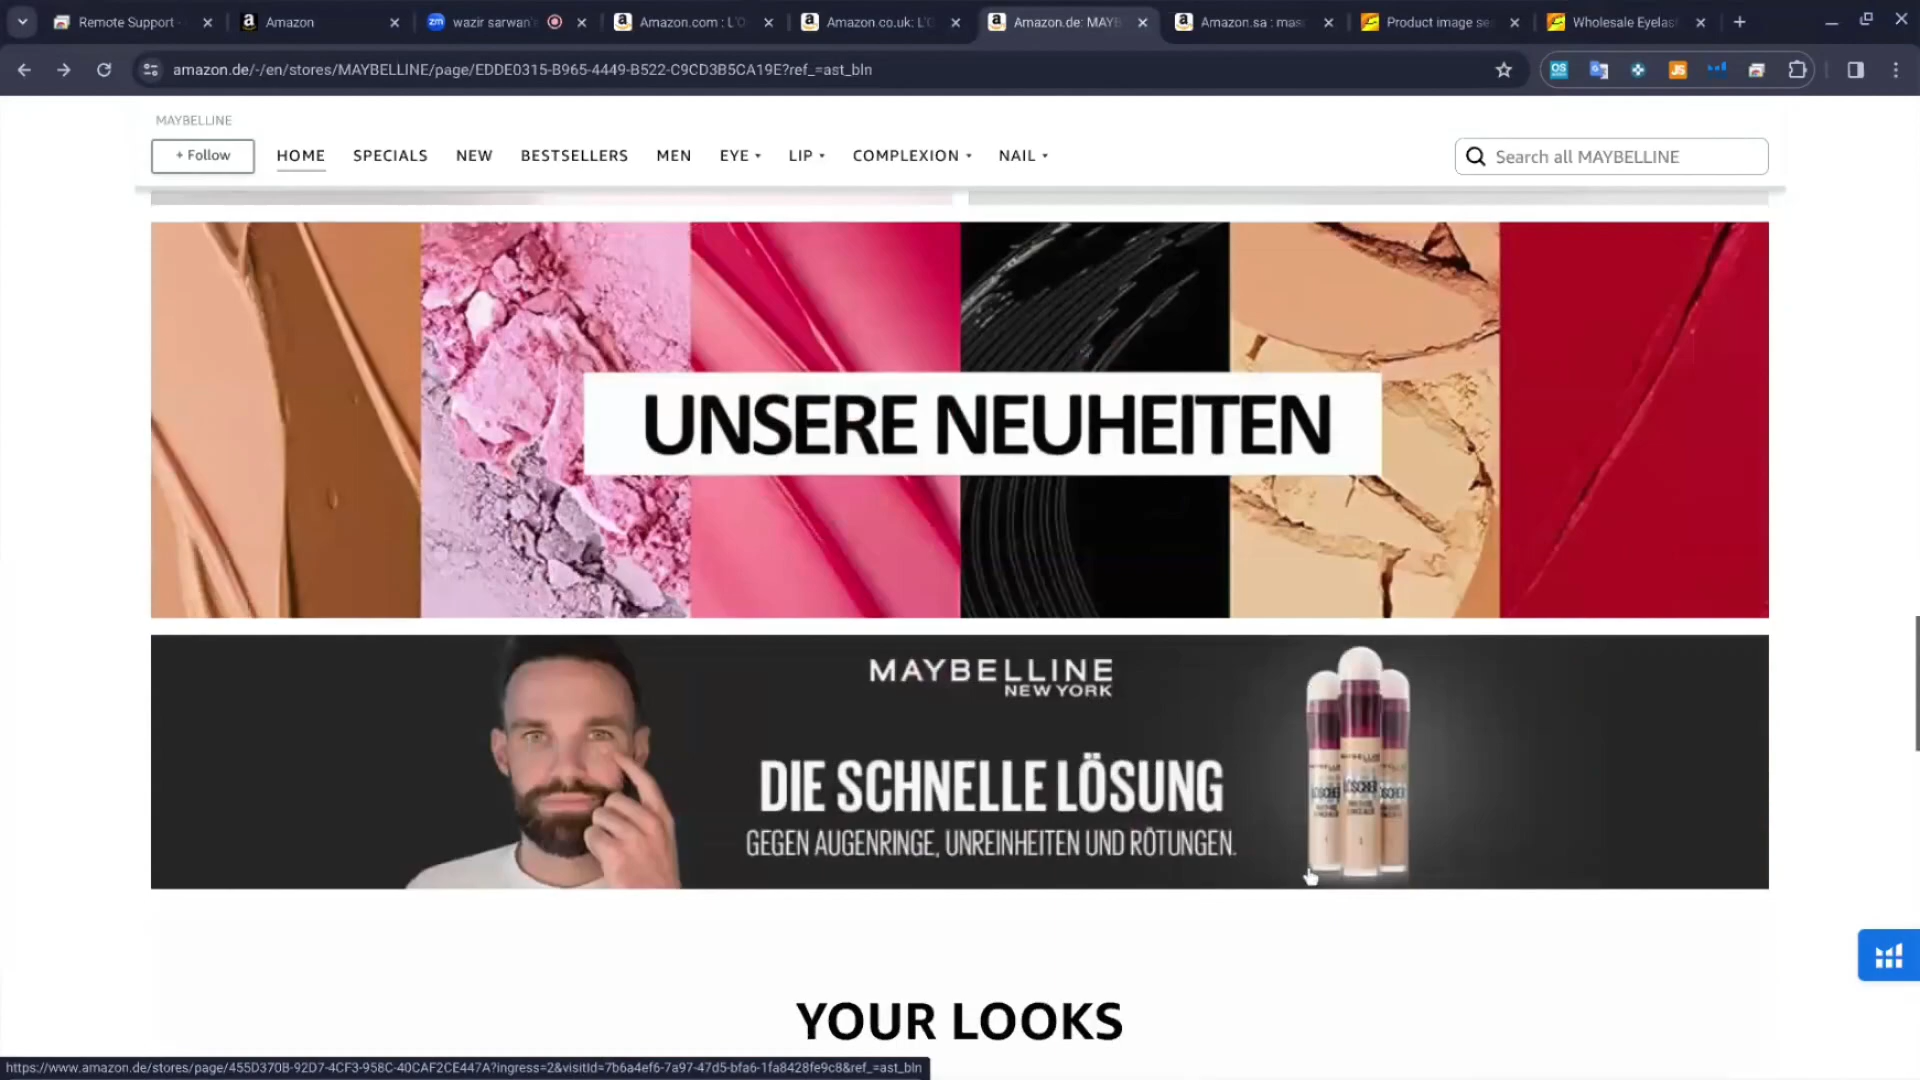 Remote Support -
Amazon
wazir sarwan's
Amazon.com : L'O
Amazon.co.uk: L'O
Amazon.de: MAYB
Amazon.sa : mas
Product image se
Wholesale Eyelas
amazon.de/-/en/stores/MAYBELLINE/page/EDDE0315-B965-4449-B522-C9CD3B5CA19E?ref_=ast_bln
MAYBELLINE
+ Follow
HOME
SPECIALS
NEW
BESTSELLERS
MEN
EYE
LIP
COMPLEXION
NAIL
Search all MAYBELLINE
UNSERE NEUHEITEN
MAYBELLINE
NEW YORK
DIE SCHNELLE LÖSUNG
GEGEN AUGENRINGE, UNREINHEITEN UND RÖTUNGEN.
YOUR LOOKS
https://www.amazon.de/stores/page/455D370B-92D7-4CF3-958C-40CAF2CE447A?ingress=2&visitId=7b6a4ef6-7a97-47d5-bfa6-1fa8428fe9c8&ref_=ast_bln